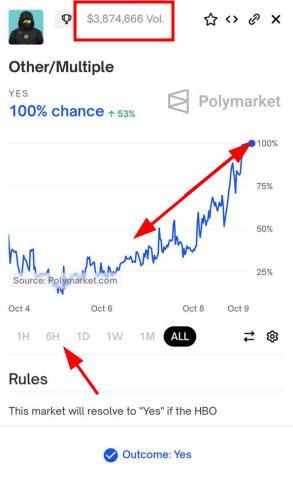 $3,874,666 Vol.
Other/Multiple
YES
100% chance ↑ 53%
Polymarket
100%
75%
50%
25%
Source: Polymarket.com
Oct 4 Oct 6 Oct 8 Oct 9
1H 6H 1D 1W 1M ALL
Rules
This market will resolve to "Yes" if the HBO
Outcome: Yes